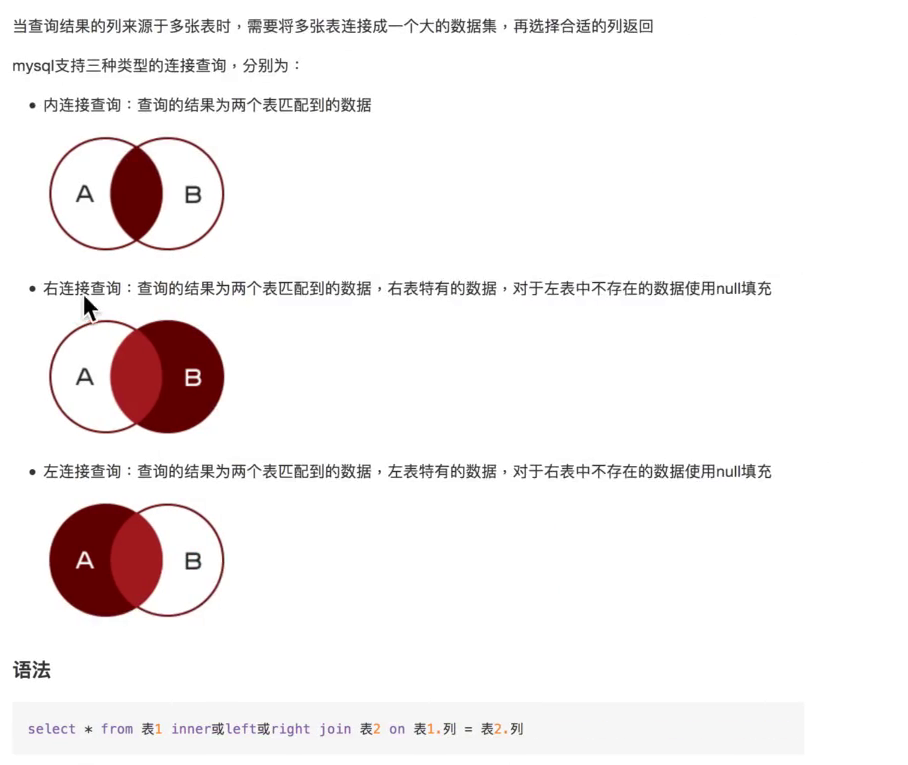 当查询结果的列来源于多张表时，需要将多张表连接成一个大的数据集，再选择合适的列返回
mysql支持三种类型的连接查询，分别为：
• 内连接查询：查询的结果为两个表匹配到的数据
A B
• 右连接查询：查询的结果为两个表匹配到的数据，右表特有的数据，对于左表中不存在的数据使用null填充
A B
• 左连接查询：查询的结果为两个表匹配到的数据，左表特有的数据，对于右表中不存在的数据使用null填充
A B
语法
select * from 表1 inner或left或right join 表2 on 表1.列 = 表2.列